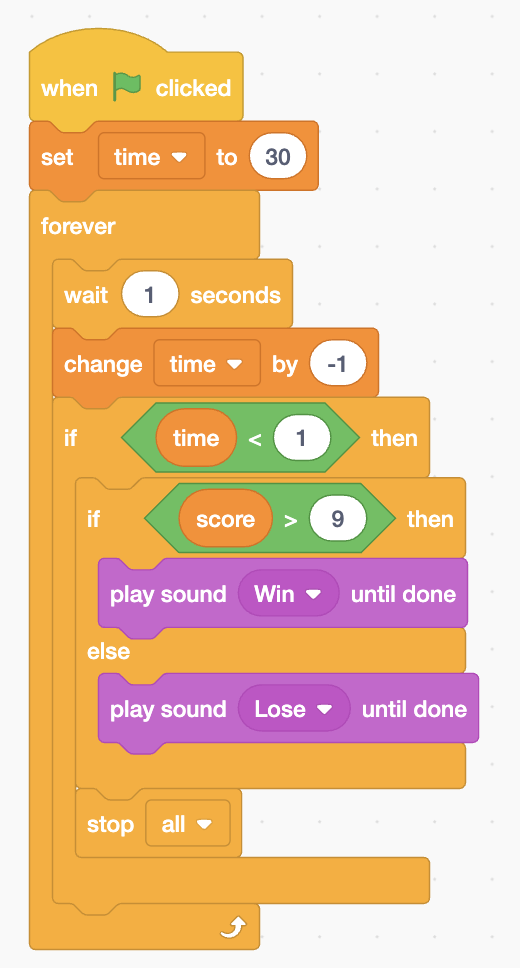 when clicked
set time to 30
forever
wait 1 seconds
change time by -1
if time < 1 then
if score > 9 then
play sound Win until done
else
play sound Lose until done
stop all